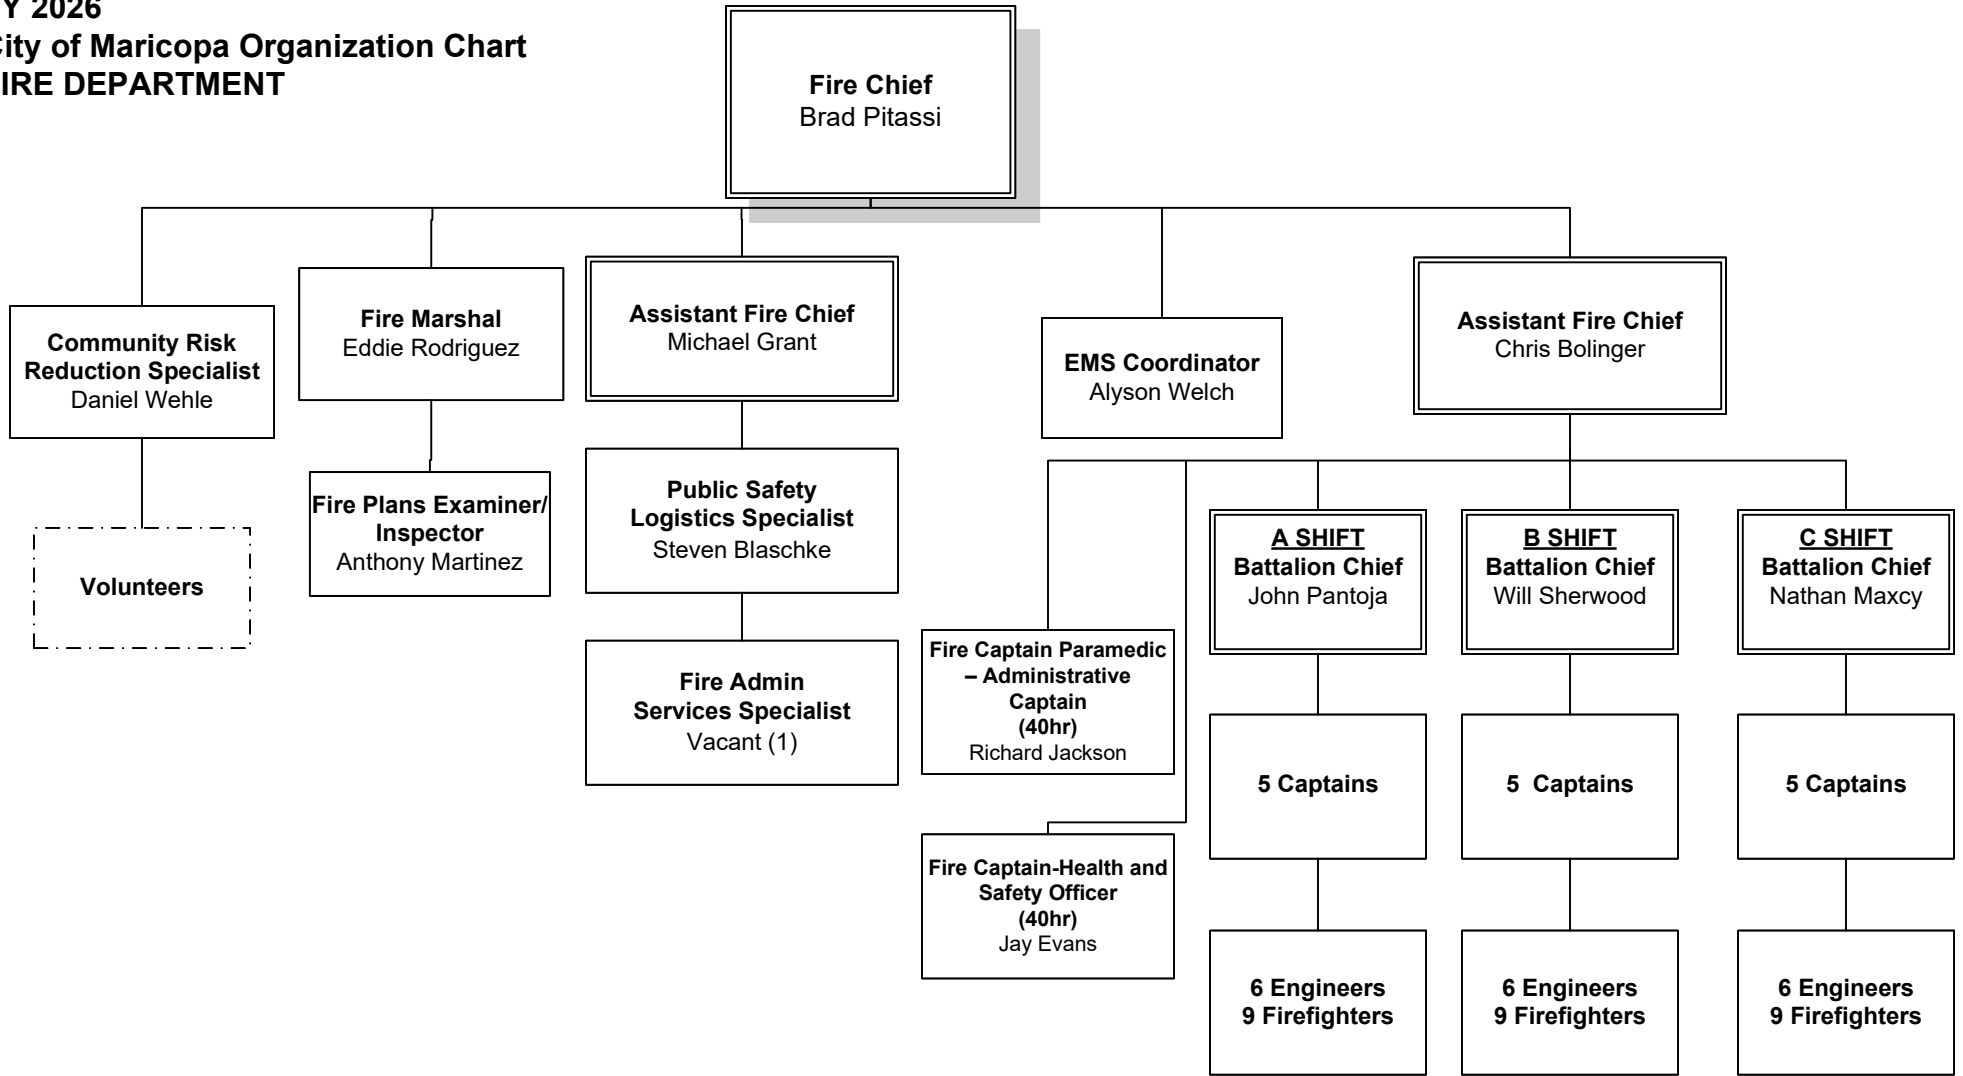 Y 2026
City of Maricopa Organization Chart
FIRE DEPARTMENT
Fire Chief
Brad Pitassi
Community Risk
Reduction Specialist
Daniel Wehle
Fire Marshal
Eddie Rodriguez
Assistant Fire Chief
Michael Grant
EMS Coordinator
Alyson Welch
Assistant Fire Chief
Chris Bolinger
Volunteers
Fire Plans Examiner/
Inspector
Anthony Martinez
Public Safety
Logistics Specialist
Steven Blaschke
Fire Admin
Services Specialist
Vacant (1)
Fire Captain Paramedic
– Administrative
Captain
(40hr)
Richard Jackson
Fire Captain-Health and
Safety Officer
(40hr)
Jay Evans
A SHIFT
Battalion Chief
John Pantoja
5 Captains
6 Engineers
9 Firefighters
B SHIFT
Battalion Chief
Will Sherwood
5 Captains
6 Engineers
9 Firefighters
C SHIFT
Battalion Chief
Nathan Maxcy
5 Captains
6 Engineers
9 Firefighters